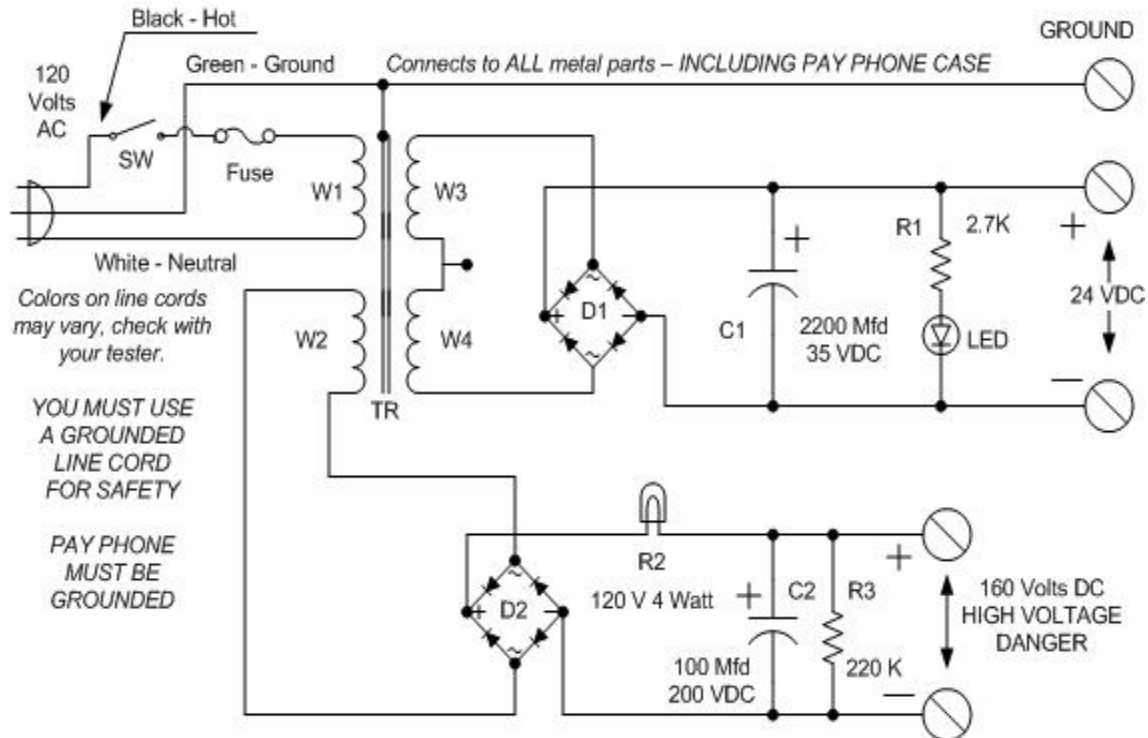 Black - Hot
GROUND
120
Volts
AC
Green - Ground
Connects to ALL metal parts – INCLUDING PAY PHONE CASE
SW
Fuse
W1
W3
White - Neutral
Colors on line cords
may vary, check with
your tester.
W2
W4
TR
~
D1
+
−
~
+
C1
2200 Mfd
35 VDC
R1
2.7K
LED
+
24 VDC
−
YOU MUST USE
A GROUNDED
LINE CORD
FOR SAFETY
PAY PHONE
MUST BE
GROUNDED
~
D2
+
−
~
R2
120 V 4 Watt
+
C2
100 Mfd
200 VDC
R3
220 K
+
160 Volts DC
HIGH VOLTAGE
DANGER
−